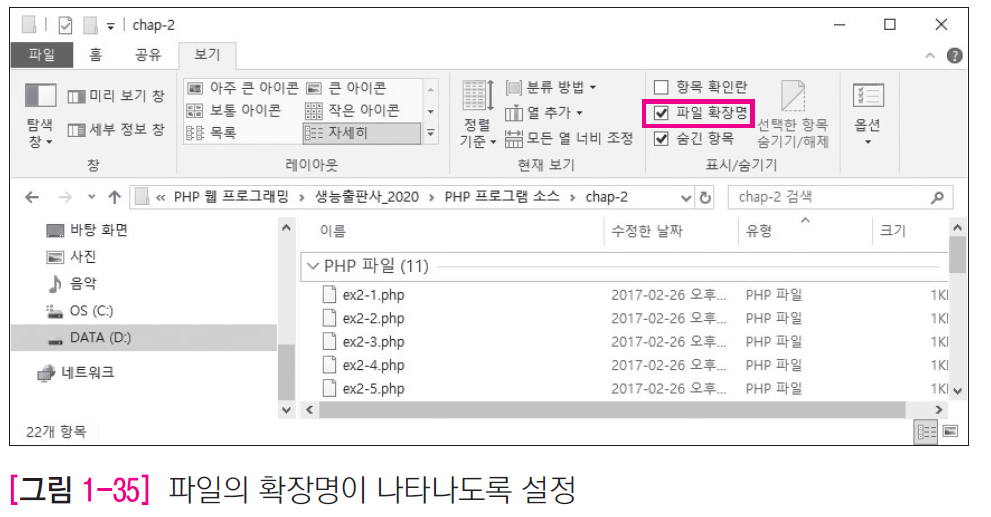 chap-2
파일 홈 공유 보기
탐색 창
미리 보기 창
세부 정보 창
창
아주 큰 아이콘 큰 아이콘
보통 아이콘 작은 아이콘
목록 자세히
레이아웃
정렬 기준
분류 방법
열 추가
모든 열 너비 조정
현재 보기
항목 확인란
파일 확장명
숨긴 항목
선택한 항목
숨기기/해제
표시/숨기기
옵션
« PHP 웹 프로그래밍 › 생능출판사_2020 › PHP 프로그램 소스 › chap-2
chap-2 검색
바탕 화면
사진
음악
OS (C:)
DATA (D:)
네트워크
이름 수정한 날짜 유형 크기
PHP 파일 (11)
ex2-1.php 2017-02-26 오후... PHP 파일 1K
ex2-2.php 2017-02-26 오후... PHP 파일 1K
ex2-3.php 2017-02-26 오후... PHP 파일 1K
ex2-4.php 2017-02-26 오후... PHP 파일 1K
ex2-5.php 2017-02-26 오후... PHP 파일 1K
22개 항목
[그림 1-35] 파일의 확장명이 나타나도록 설정